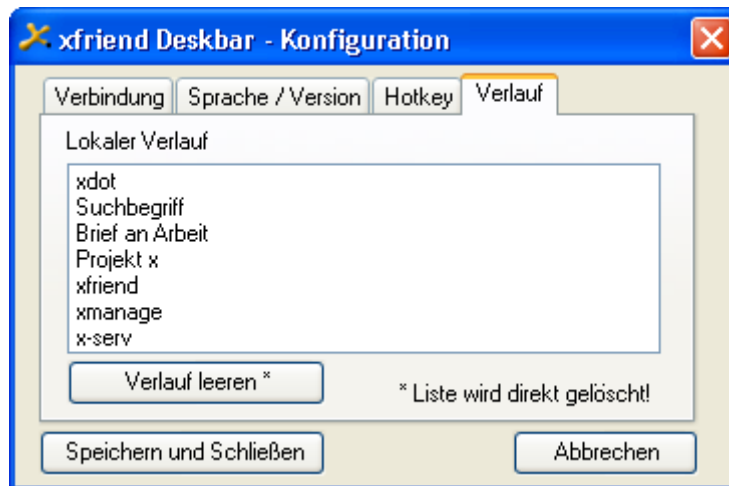 xfriend Deskbar - Konfiguration
Verbindung Sprache / Version Hotkey Verlauf
Lokaler Verlauf
xdot
Suchbegriff
Brief an Arbeit
Projekt x
xfriend
xmanage
x-serv
Verlauf leeren * * Liste wird direkt gelöscht!
Speichern und Schließen Abbrechen